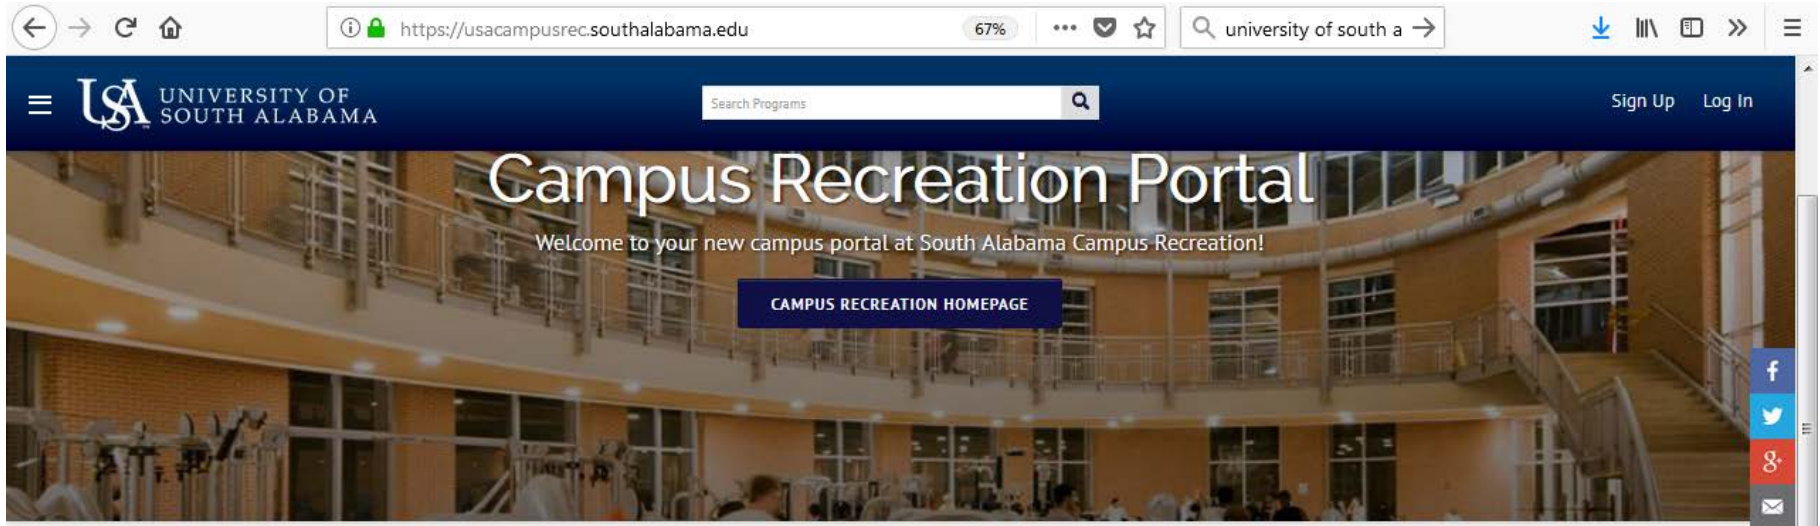 https://usacampusrec.southalabama.edu
67%
university of south a
USA UNIVERSITY OF
SOUTH ALABAMA
Search Programs
Sign Up Log In
Campus Recreation Portal
Welcome to your new campus portal at South Alabama Campus Recreation!
CAMPUS RECREATION HOMEPAGE